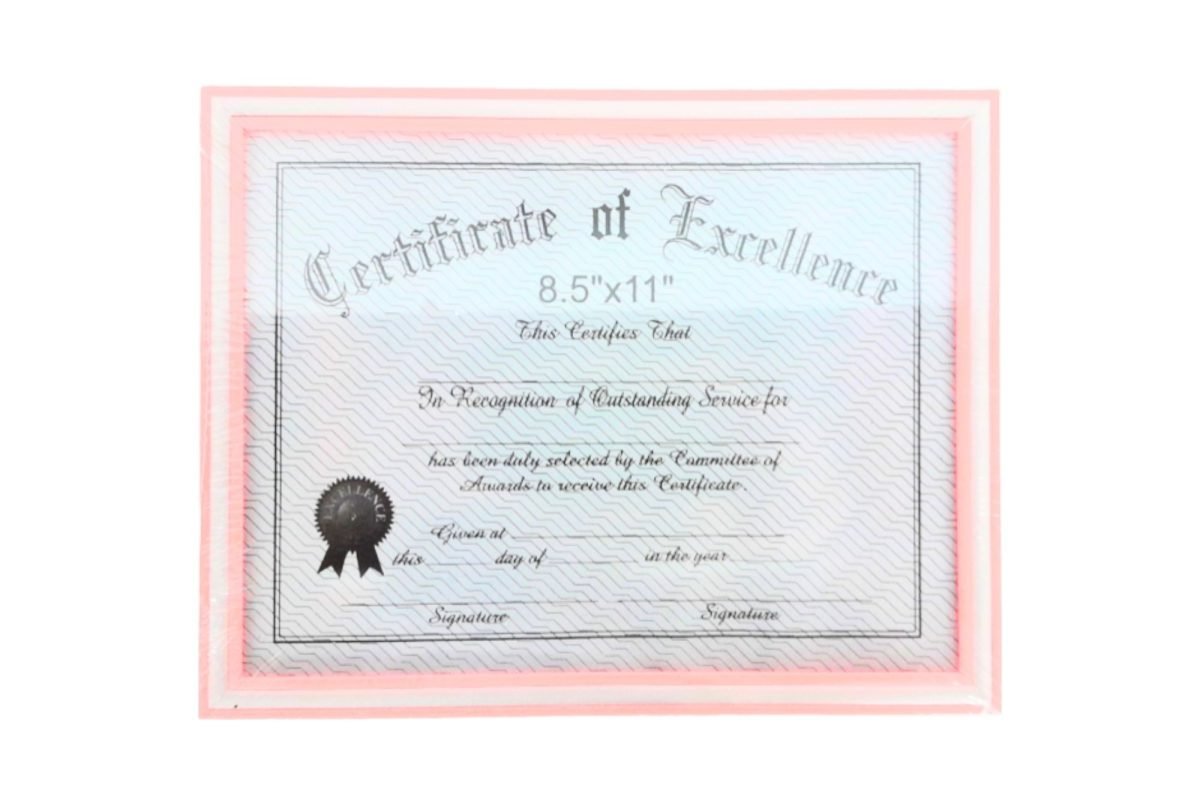 Certificate of Excellence
8.5"x11"
This Certifies That
In Recognition of Outstanding Service for
has been duly selected by the Committee of
Awards to receive this Certificate.
EXCELLENCE
Given at
this day of in the year
Signature Signature